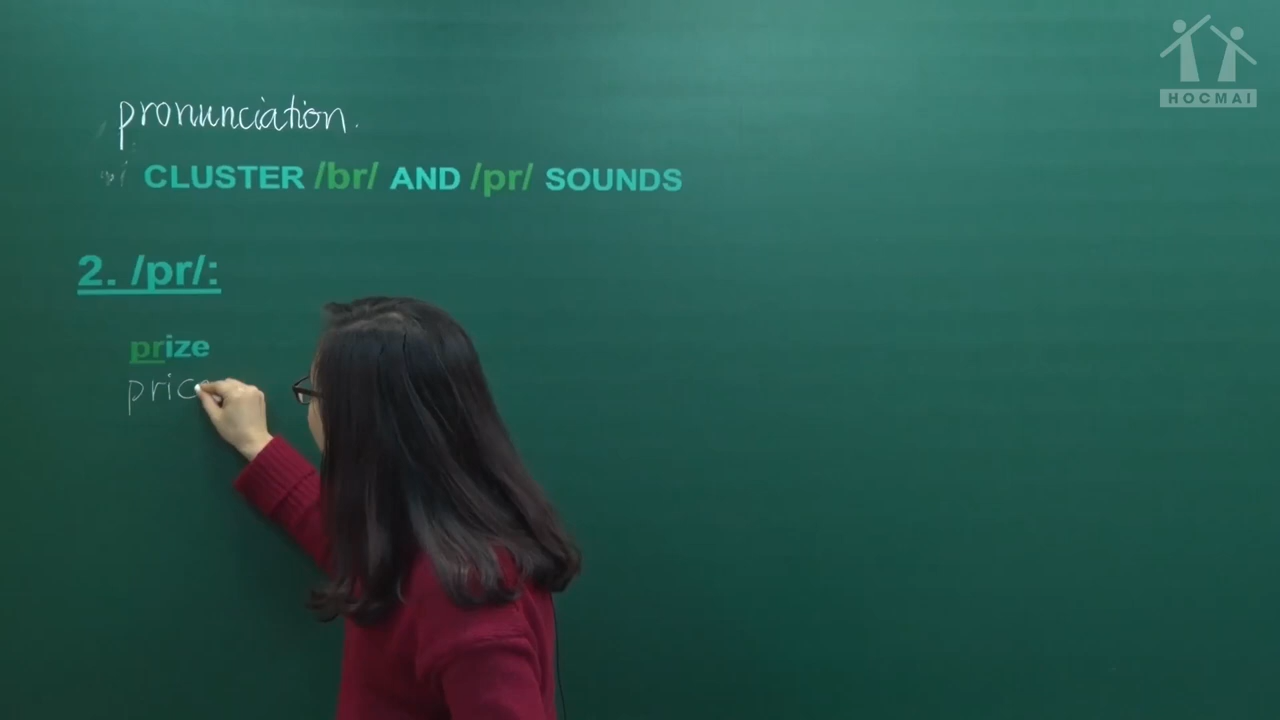 HOCMAI
pronunciation.
CLUSTER /br/ AND /pr/ SOUNDS
2. /pr/:
prize
pric